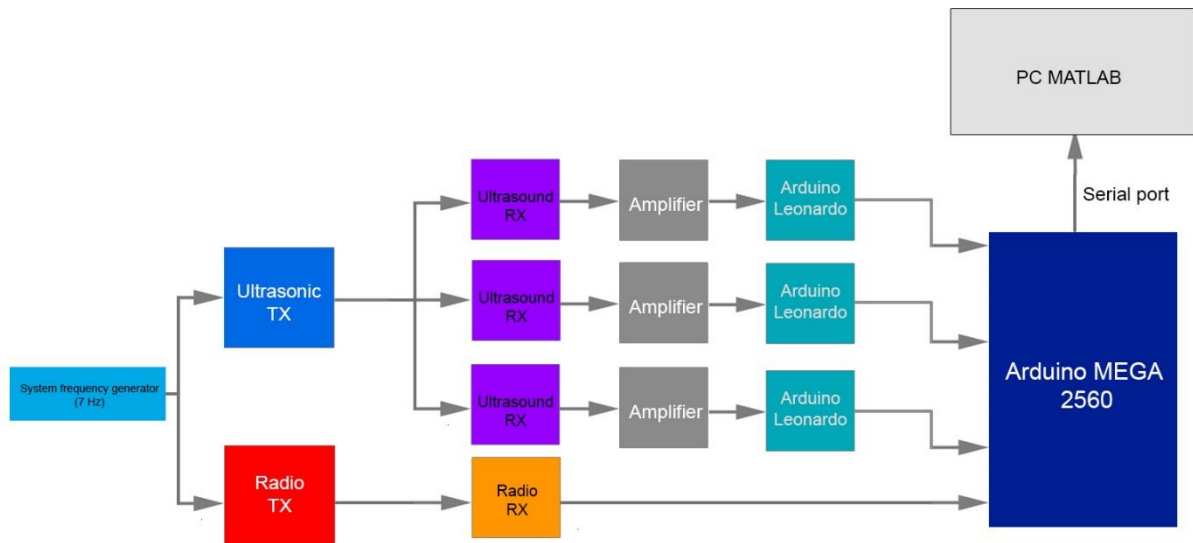 PC MATLAB
Serial port
Ultrasound
RX
Amplifier
Arduino
Leonardo
Ultrasonic
TX
Ultrasound
RX
Amplifier
Arduino
Leonardo
System frequency generator
(7 Hz)
Ultrasound
RX
Amplifier
Arduino
Leonardo
Arduino MEGA
2560
Radio
TX
Radio
RX